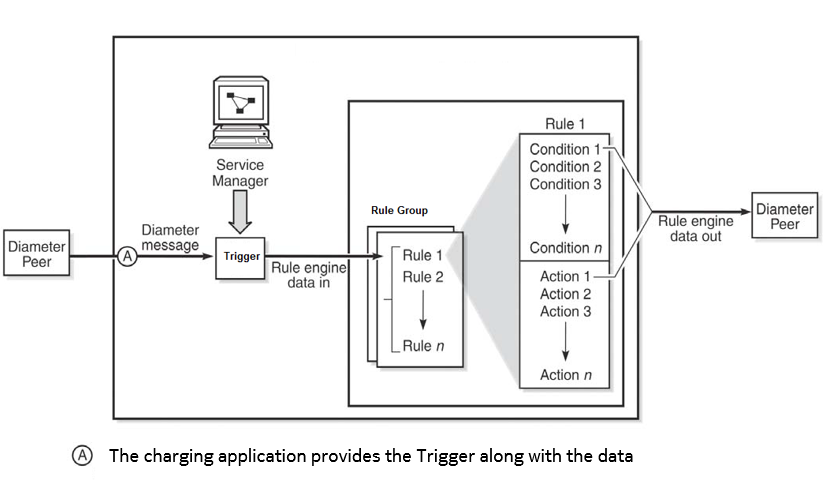 Service
Manager
Diameter
Peer
A
Diameter
message
Trigger
Rule engine
data in
Rule Group
Rule 1
Rule 2
Rule n
Rule 1
Condition 1
Condition 2
Condition 3
Condition n
Action 1
Action 2
Action 3
Action n
Rule engine
data out
Diameter
Peer
A The charging application provides the Trigger along with the data